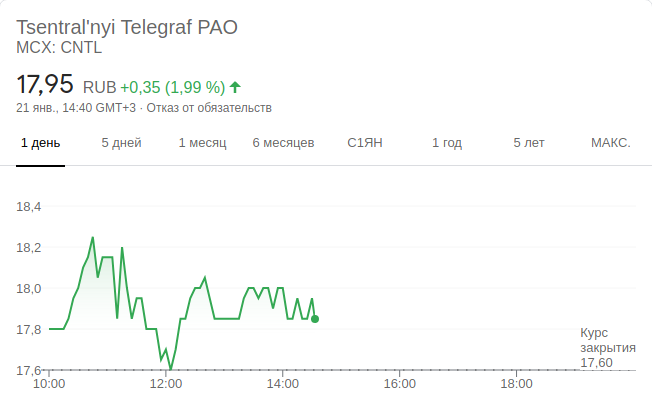 Tsentral'nyi Telegraf PAO
MCX: CNTL
17,95 RUB +0,35 (1,99 %)
21 янв., 14:40 GMT+3 · Отказ от обязательств
1 день 5 дней 1 месяц 6 месяцев С1ЯН 1 год 5 лет МАКС.
18,4
18,2
18,0
17,8
Курс
закрытия
17,60
17,6
10:00 12:00 14:00 16:00 18:00